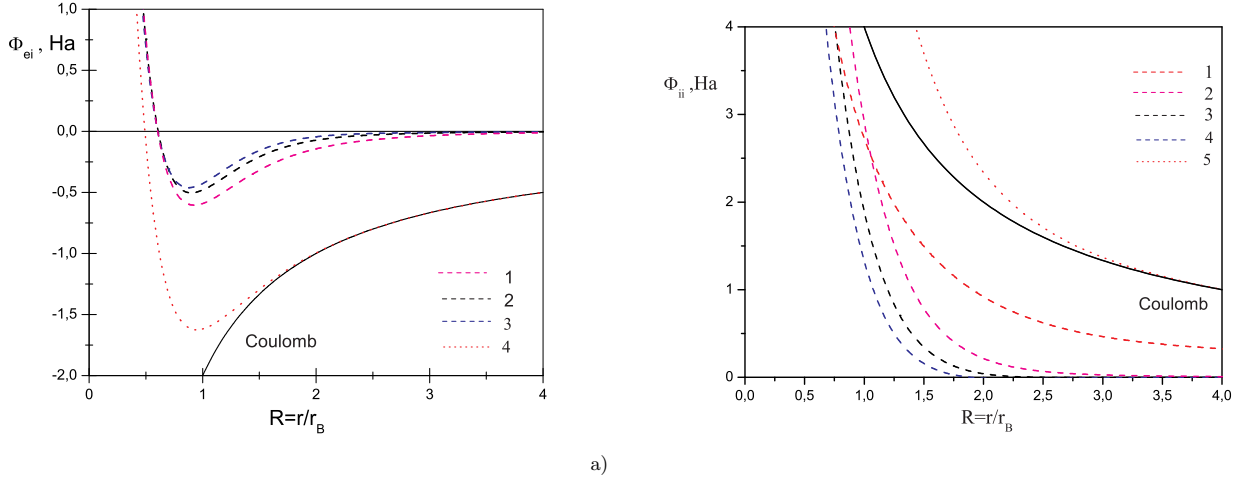 1,0
0,5
0,0
-0,5
-1,0
-1,5
-2,0
Φei , Ha
1
2
3
4
Coulomb
0 1 2 3 4
R=r/rB
4
3
2
1
0
Φii ,Ha
1
2
3
4
5
Coulomb
0,0 0,5 1,0 1,5 2,0 2,5 3,0 3,5 4,0
R=r/rB
a)